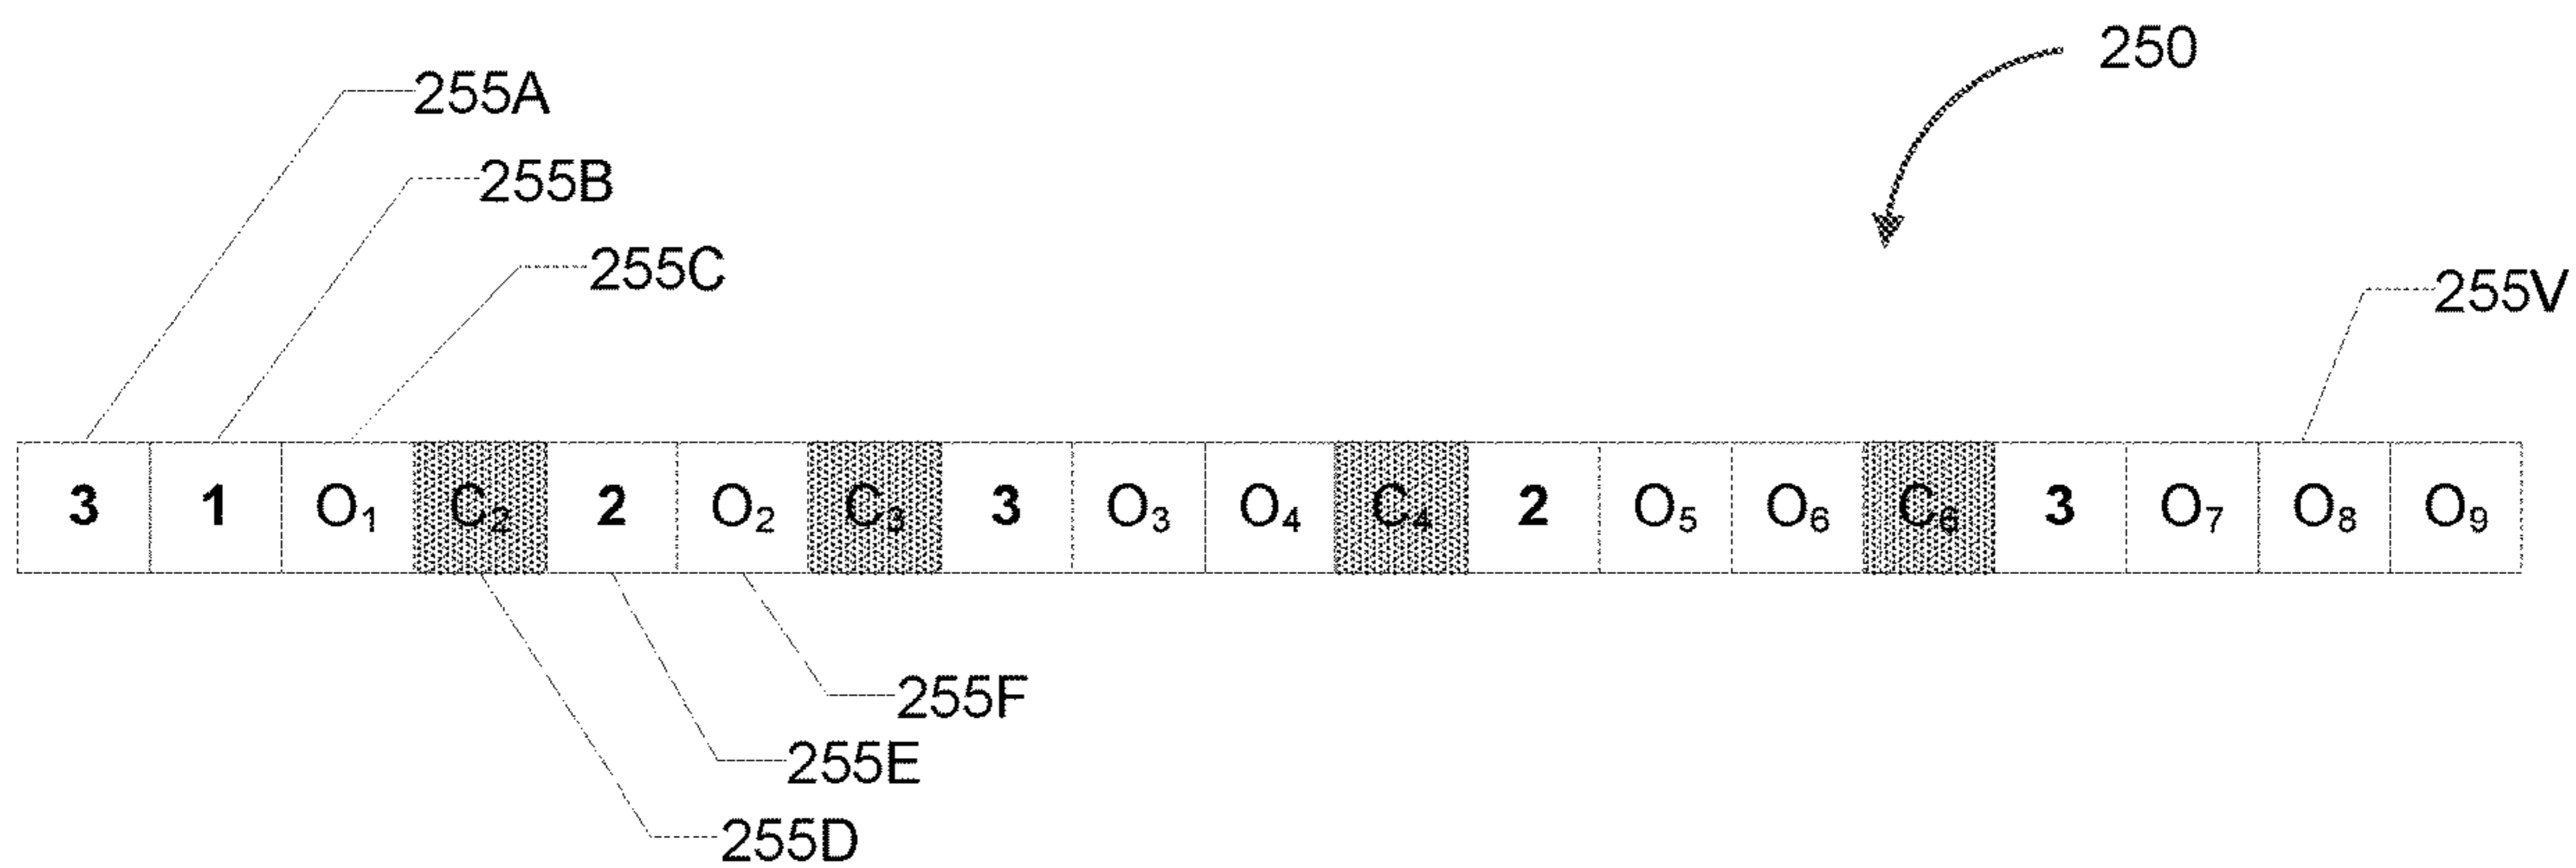 250
255A
255B
255C
255V
3 1 O₁ C₂ 2 O₂ C₃ 3 O₃ O₄ C₄ 2 O₅ O₆ C₆ 3 O₇ O₈ O₉
255F
255E
255D